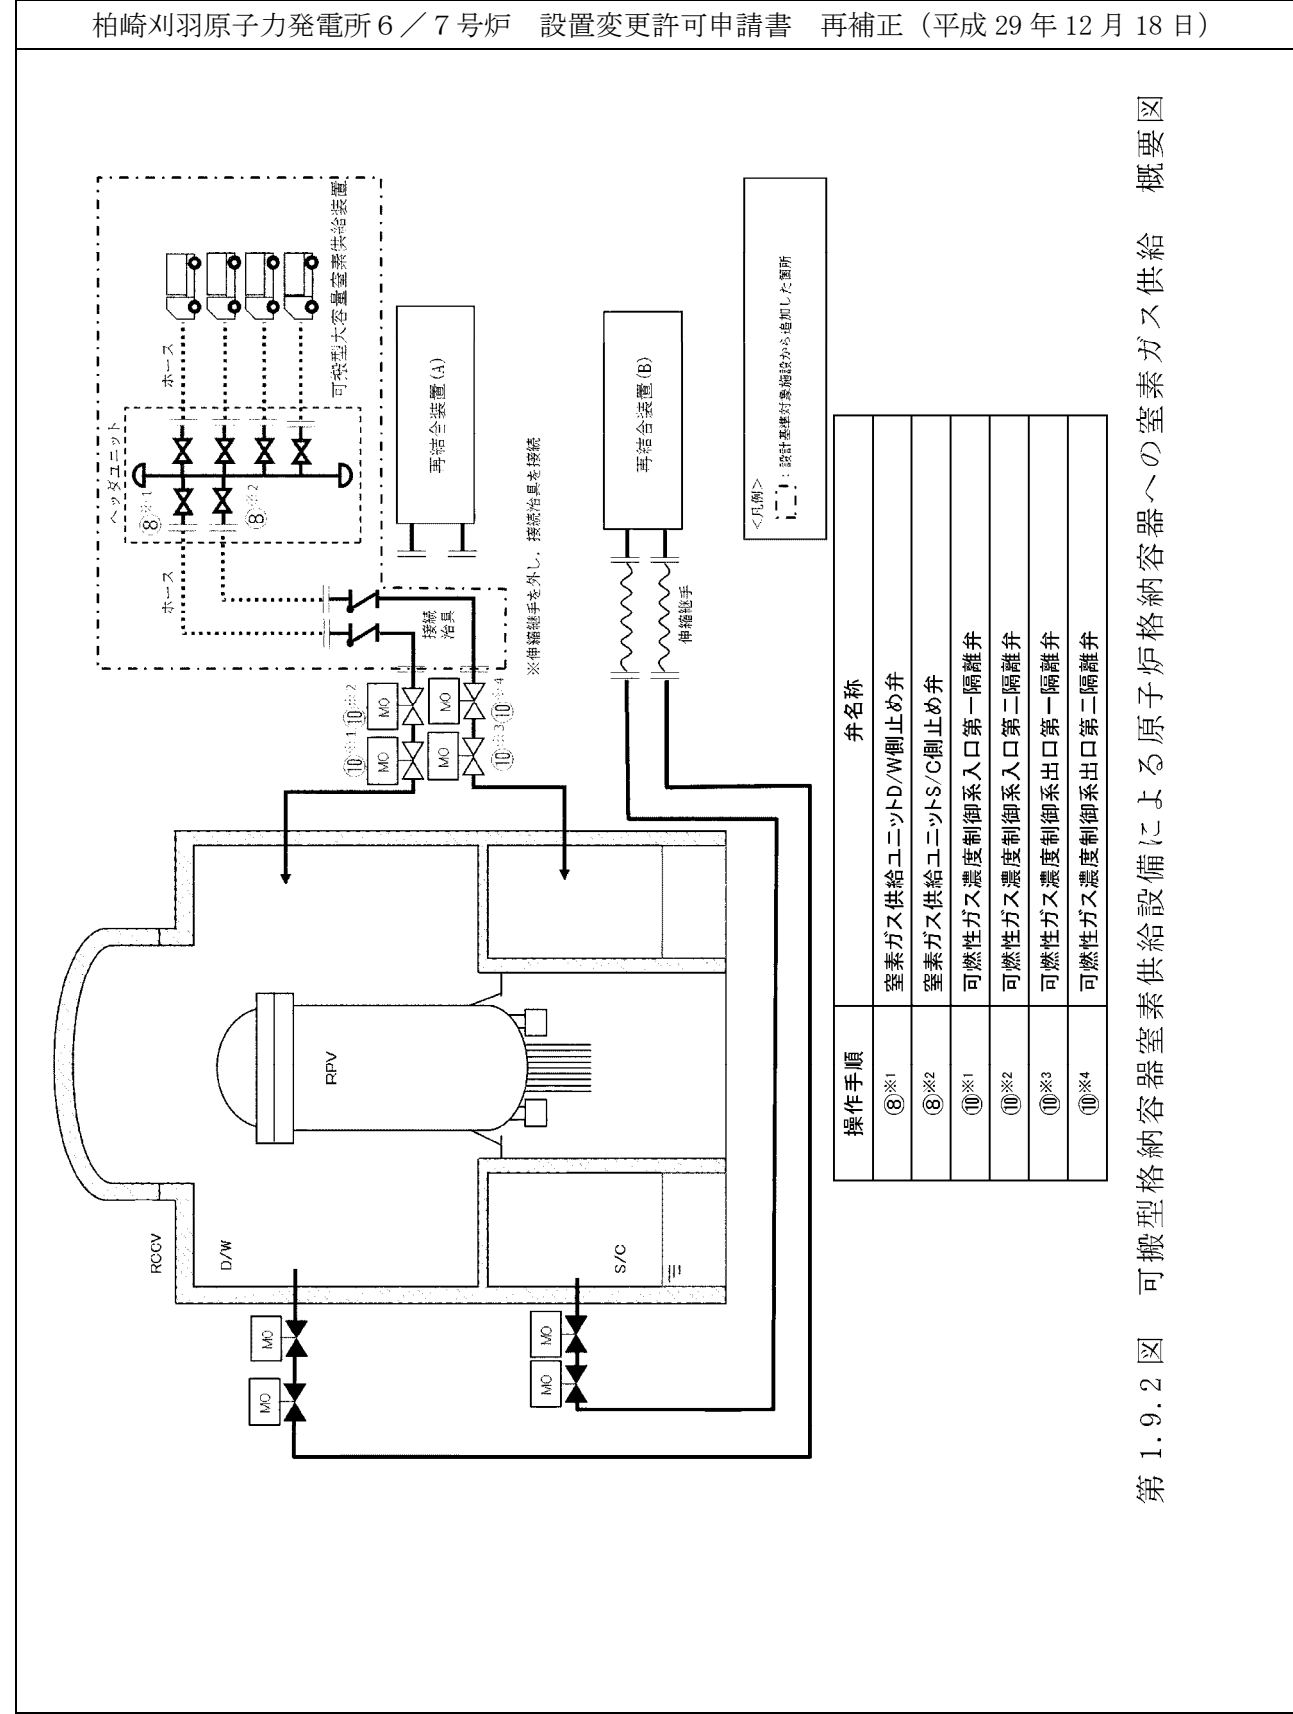 柏崎刈羽原子力発電所６／７号炉　設置変更許可申請書　再補正（平成 29 年 12 月 18 日）
可搬型大容量窒素供給装置
ホース
ヘッダユニット
⑧※1
⑧※2
ホース
接続
治具
再結合装置(A)
※伸縮継手を外し，接続治具を接続
再結合装置(B)
伸縮継手
<凡例>
：設計基準対象施設から追加した箇所
⑩※1
⑩※2
MO
MO
MO
MO
⑩※3
⑩※4
RCCV
D/W
RPV
S/C
MO
MO
MO
MO
操作手順 弁名称
⑧※1 窒素ガス供給ユニットD/W側止め弁
⑧※2 窒素ガス供給ユニットS/C側止め弁
⑩※1 可燃性ガス濃度制御系入口第一隔離弁
⑩※2 可燃性ガス濃度制御系入口第二隔離弁
⑩※3 可燃性ガス濃度制御系出口第一隔離弁
⑩※4 可燃性ガス濃度制御系出口第二隔離弁
第 1.9.2 図　可搬型格納容器窒素供給設備による原子炉格納容器への窒素ガス供給　概要図